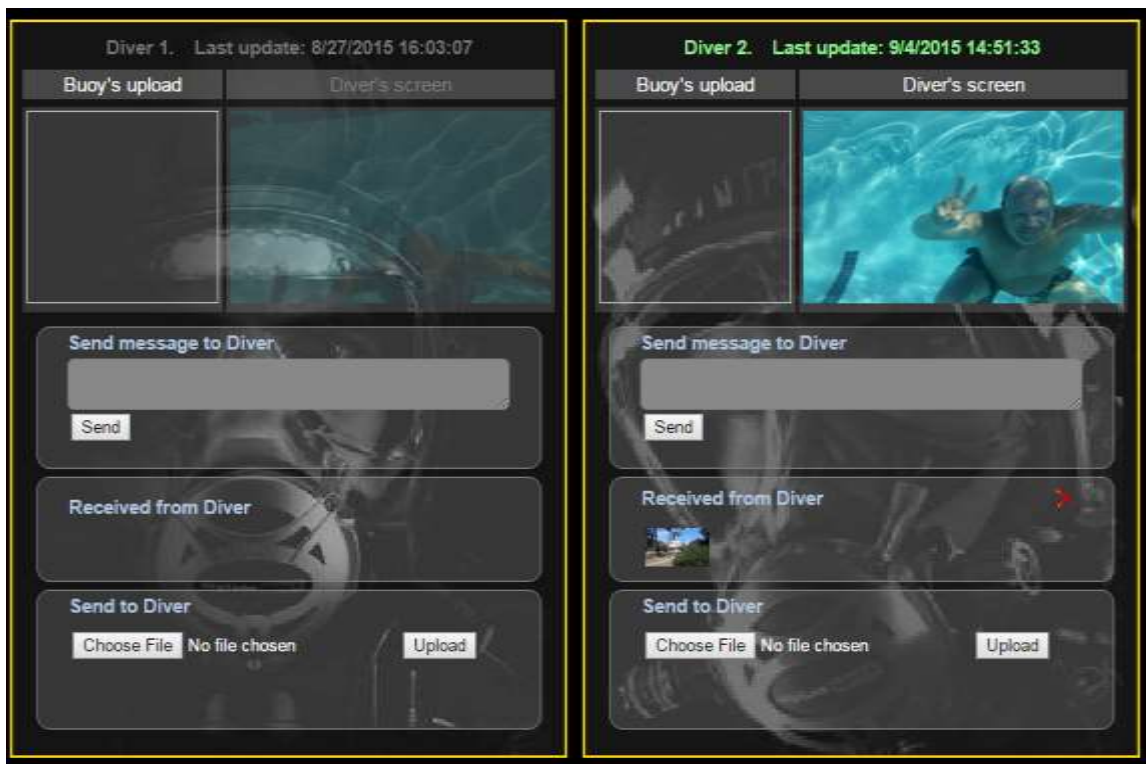 Diver 1. Last update: 8/27/2015 16:03:07
Buoy's upload Diver's screen
Send message to Diver
Send
Received from Diver
Send to Diver
Choose File No file chosen Upload
Diver 2. Last update: 9/4/2015 14:51:33
Buoy's upload Diver's screen
Send message to Diver
Send
Received from Diver
>
Send to Diver
Choose File No file chosen Upload